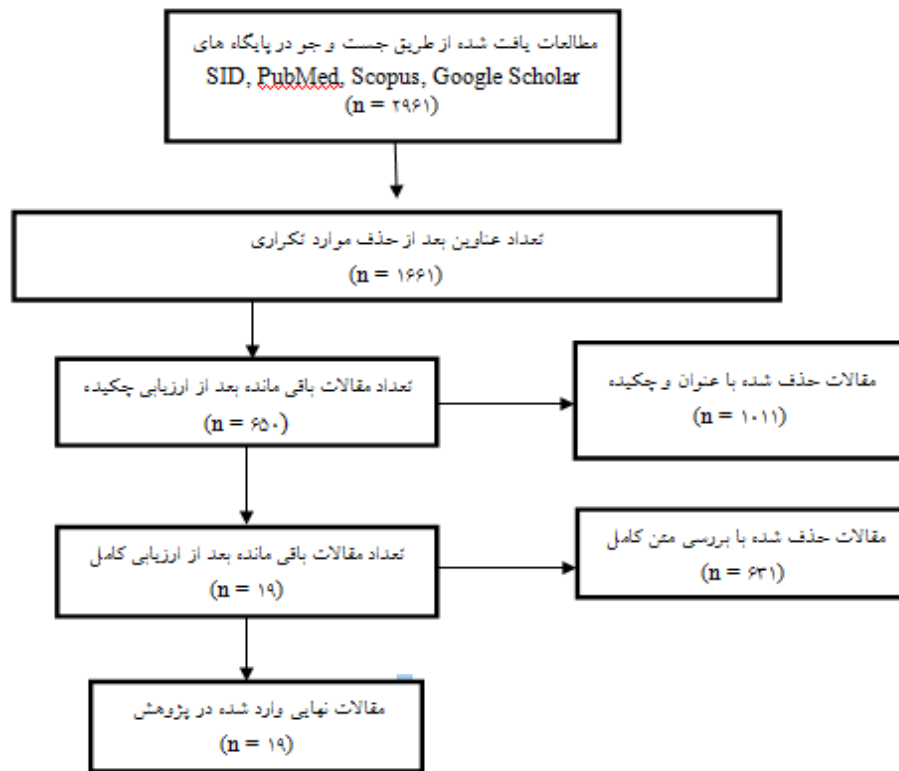 مطالعات یافت شده از طریق جست و جو در پایگاه های
SID, PubMed, Scopus, Google Scholar
(n = ۲۹۶۱)
تعداد عناوین بعد از حذف موارد تکراری
(n = ۱۶۶۱)
تعداد مقالات باقی مانده بعد از ارزیابی چکیده
(n = ۶۵۰)
مقالات حذف شده با عنوان و چکیده
(n = ۱۰۱۱)
تعداد مقالات باقی مانده بعد از ارزیابی کامل
(n = ۱۹)
مقالات حذف شده با بررسی متن کامل
(n = ۶۳۱)
مقالات نهایی وارد شده در پژوهش
(n = ۱۹)